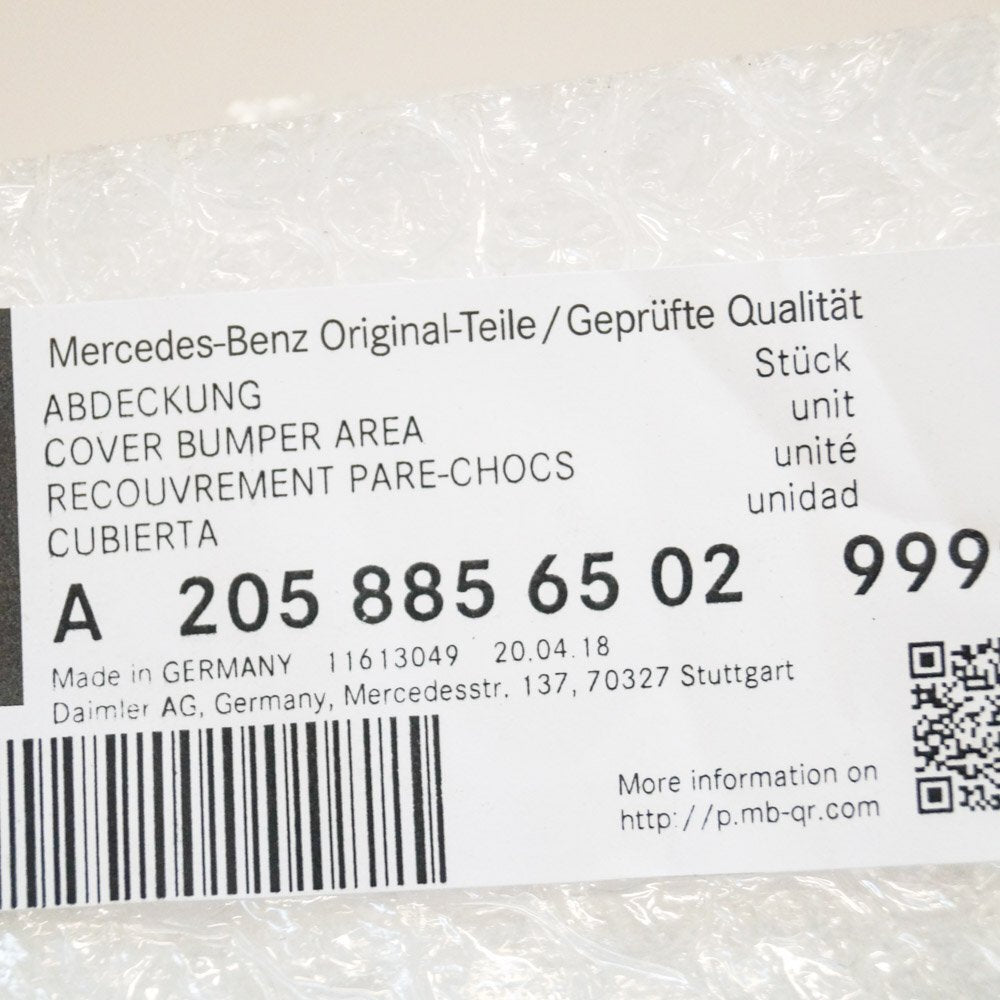 Mercedes-Benz Original-Teile/Geprüfte Qualität
ABDECKUNG
Stück
COVER BUMPER AREA
unit
RECOUVREMENT PARE-CHOCS
unité
CUBIERTA
unidad
A 205 885 65 02 999
Made in GERMANY 11613049 20.04.18
Daimler AG, Germany, Mercedesstr. 137, 70327 Stuttgart
More information on
http://p.mb-qr.com